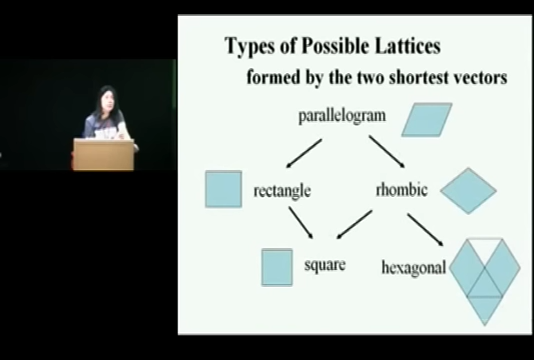 Types of Possible Lattices
formed by the two shortest vectors
parallelogram
rectangle
rhombic
square
hexagonal